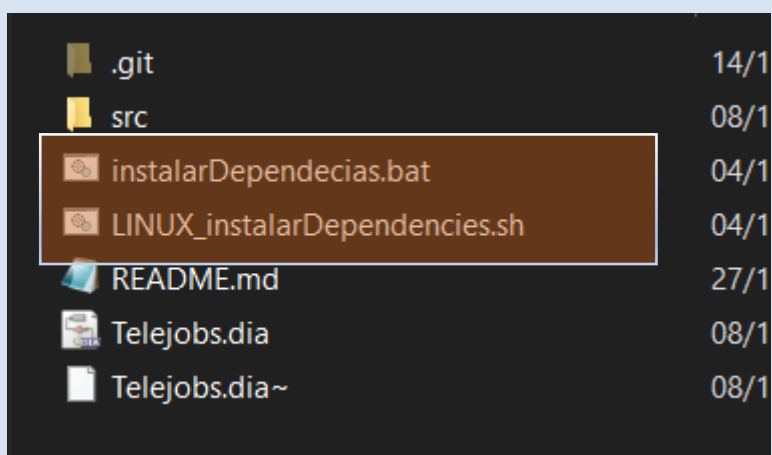 .git 14/1
src 08/1
instalarDependecias.bat 04/1
LINUX_instalarDependencies.sh 04/1
README.md 27/1
Telejobs.dia 08/1
Telejobs.dia~ 08/1